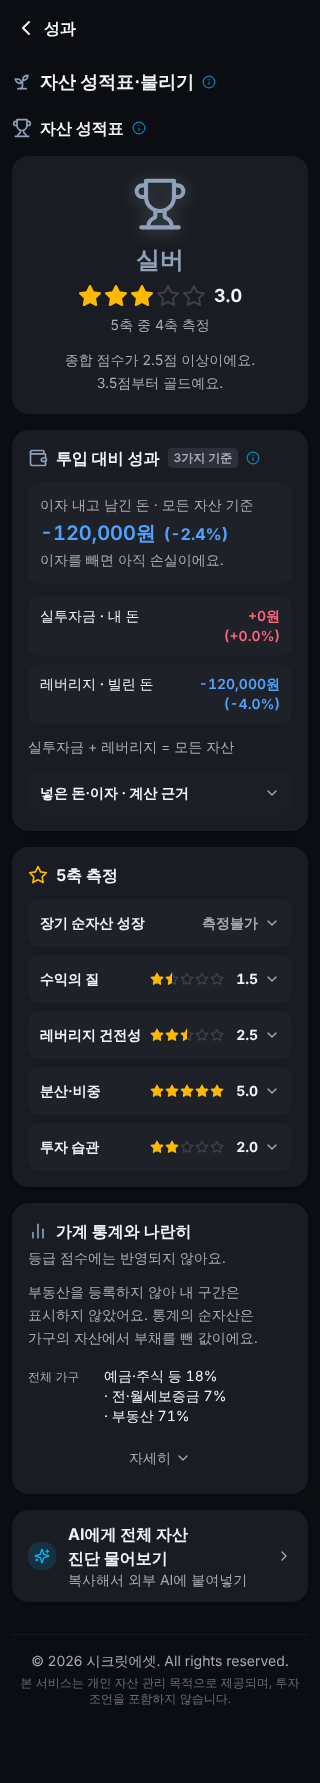 성과
자산 성적표·불리기
자산 성적표
실버
3.0
5축 중 4축 측정
종합 점수가 2.5점 이상이에요.
3.5점부터 골드예요.
투입 대비 성과 3가지 기준
이자 내고 남긴 돈 · 모든 자산 기준
-120,000원 (-2.4%)
이자를 빼면 아직 손실이에요.
실투자금 · 내 돈 +0원
(+0.0%)
레버리지 · 빌린 돈 -120,000원
(-4.0%)
실투자금 + 레버리지 = 모든 자산
넣은 돈·이자 · 계산 근거
5축 측정
장기 순자산 성장 측정불가
수익의 질 1.5
레버리지 건전성 2.5
분산·비중 5.0
투자 습관 2.0
가계 통계와 나란히
등급 점수에는 반영되지 않아요.
부동산을 등록하지 않아 내 구간은
표시하지 않았어요. 통계의 순자산은
가구의 자산에서 부채를 뺀 값이에요.
전체 가구 예금·주식 등 18%
· 전·월세보증금 7%
· 부동산 71%
자세히
AI에게 전체 자산
진단 물어보기
복사해서 외부 AI에 붙여넣기
© 2026 시크릿에셋. All rights reserved.
본 서비스는 개인 자산 관리 목적으로 제공되며, 투자
조언을 포함하지 않습니다.